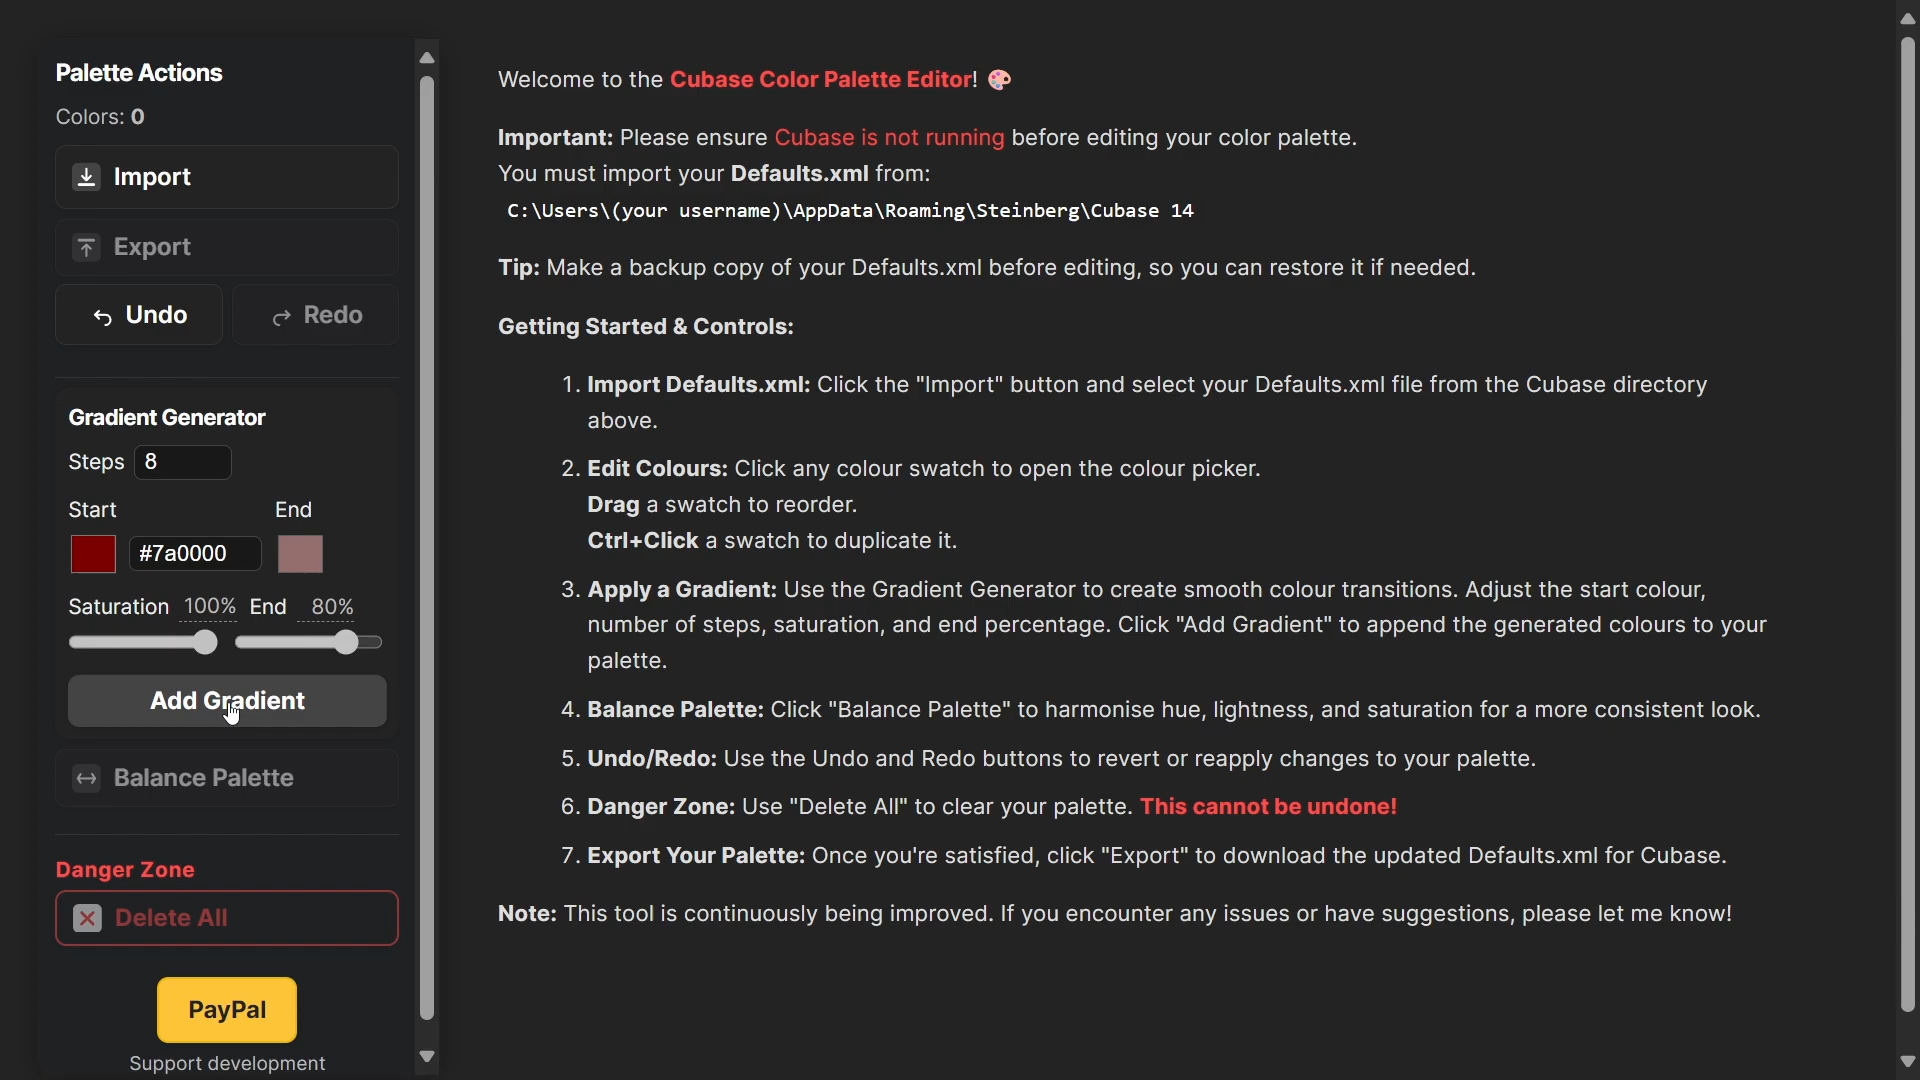 Palette Actions
Colors: 0
Import
Export
Undo
Redo
Gradient Generator
Steps 8
Start End
#7a0000
Saturation 100% End 80%
Add Gradient
Balance Palette
Danger Zone
Delete All
PayPal
Support development
Welcome to the Cubase Color Palette Editor! 🎨
Important: Please ensure Cubase is not running before editing your color palette.
You must import your Defaults.xml from:
C:\Users\(your username)\AppData\Roaming\Steinberg\Cubase 14
Tip: Make a backup copy of your Defaults.xml before editing, so you can restore it if needed.
Getting Started & Controls:
1. Import Defaults.xml: Click the "Import" button and select your Defaults.xml file from the Cubase directory
above.
2. Edit Colours: Click any colour swatch to open the colour picker.
Drag a swatch to reorder.
Ctrl+Click a swatch to duplicate it.
3. Apply a Gradient: Use the Gradient Generator to create smooth colour transitions. Adjust the start colour,
number of steps, saturation, and end percentage. Click "Add Gradient" to append the generated colours to your
palette.
4. Balance Palette: Click "Balance Palette" to harmonise hue, lightness, and saturation for a more consistent look.
5. Undo/Redo: Use the Undo and Redo buttons to revert or reapply changes to your palette.
6. Danger Zone: Use "Delete All" to clear your palette. This cannot be undone!
7. Export Your Palette: Once you're satisfied, click "Export" to download the updated Defaults.xml for Cubase.
Note: This tool is continuously being improved. If you encounter any issues or have suggestions, please let me know!